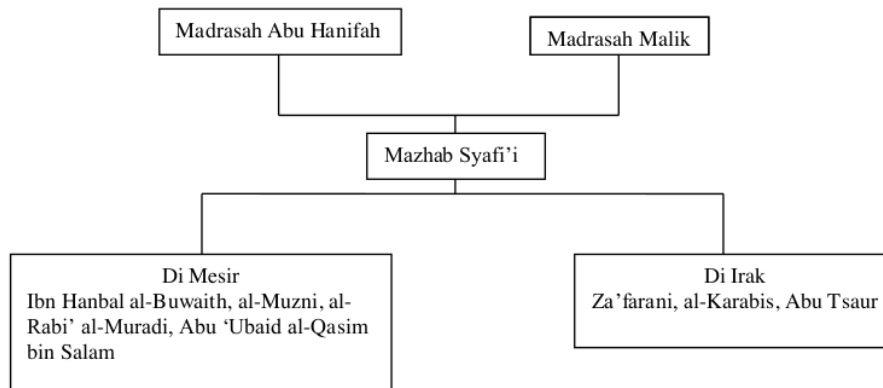 Madrasah Abu Hanifah
Madrasah Malik
Mazhab Syafi’i
Di Mesir
Ibn Hanbal al-Buwaith, al-Muzni, al-
Rabi’ al-Muradi, Abu ‘Ubaid al-Qasim
bin Salam
Di Irak
Za’farani, al-Karabis, Abu Tsaur